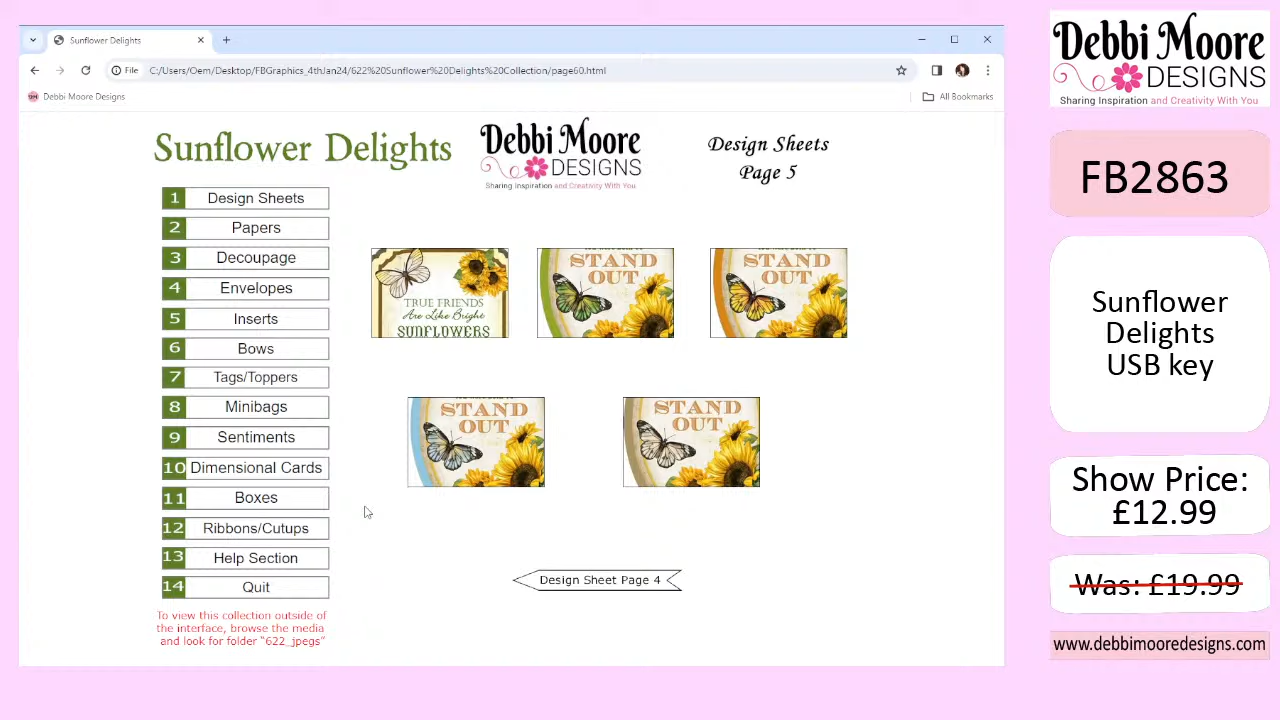 Sunflower Delights
File
C:/Users/Oem/Desktop/FBGraphics_4thJan24/622%20Sunflower%20Delights%20Collection/page60.html
Debbi Moore Designs
All Bookmarks
Sunflower Delights
Debbi Moore
DESIGNS
Sharing Inspiration and Creativity With You
Design Sheets
Page 5
1 Design Sheets
2 Papers
3 Decoupage
4 Envelopes
5 Inserts
6 Bows
7 Tags/Toppers
8 Minibags
9 Sentiments
10 Dimensional Cards
11 Boxes
12 Ribbons/Cutups
13 Help Section
14 Quit
To view this collection outside of
the interface, browse the media
and look for folder "622_jpegs"
TRUE FRIENDS
Are Like Bright
SUNFLOWERS
STAND
OUT
STAND
OUT
STAND
OUT
STAND
OUT
Design Sheet Page 4
Debbi Moore
DESIGNS
Sharing Inspiration and Creativity With You
FB2863
Sunflower
Delights
USB key
Show Price:
£12.99
Was: £19.99
www.debbimooredesigns.com